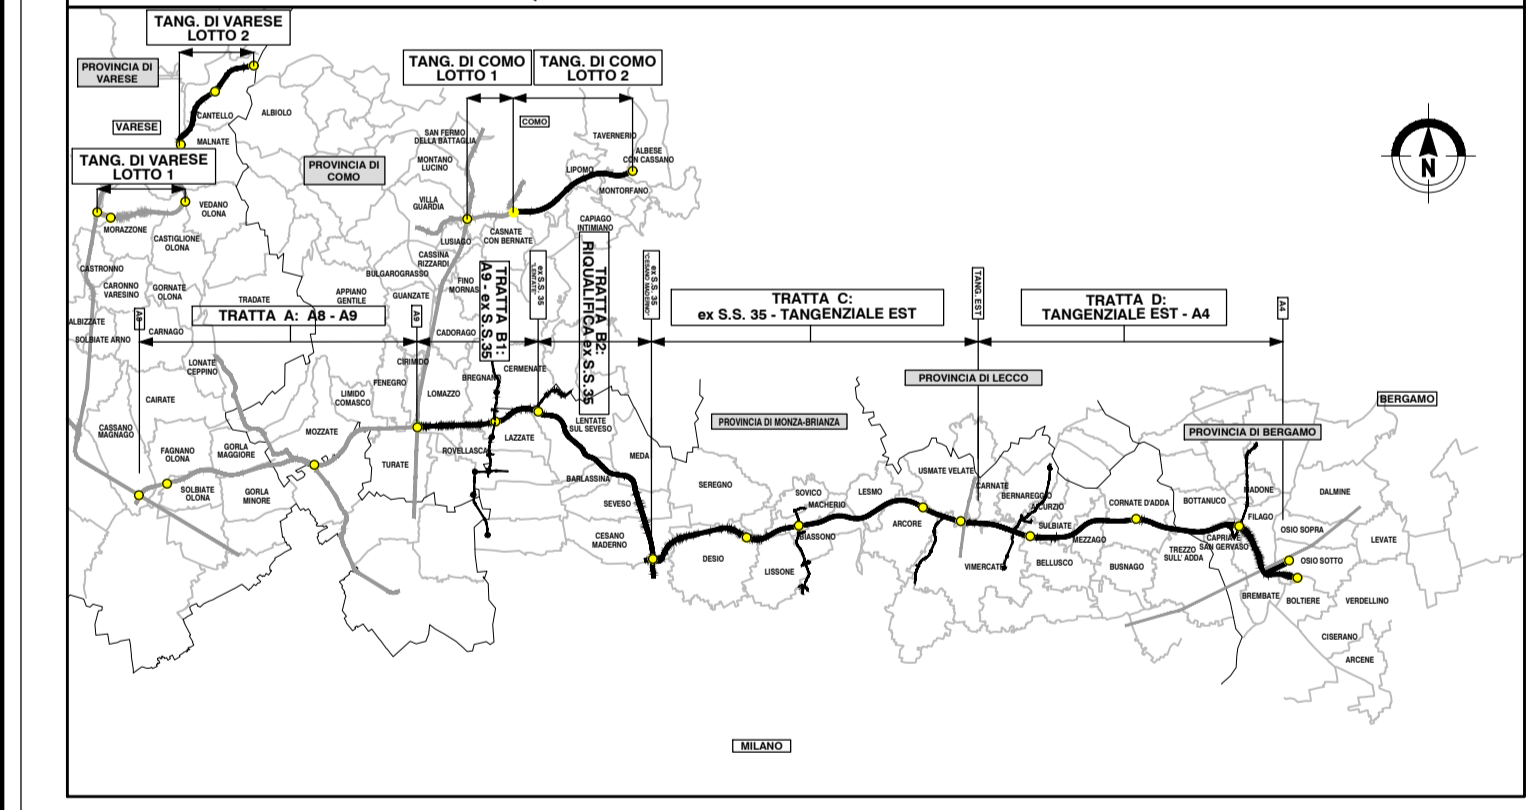 TANG. DI VARESE
LOTTO 2
PROVINCIA DI
VARESE
TANG. DI COMO
LOTTO 1
TANG. DI COMO
LOTTO 2
CANTELLO
ALBIOLO
VARESE
MALNATE
COMO
SAN FERMO
DELLA BATTAGLIA
TAVERNERIO
N
TANG. DI VARESE
LOTTO 1
PROVINCIA DI
COMO
MONTANO
LUCINO
ALBESE
CON CASSANO
LIPOMO
MONTORFANO
VILLA
GUARDIA
VEDANO
OLONA
MORAZZONE
CASTIGLIONE
OLONA
LUSIAGO
CASNATE
CON BERNATE
CAPIAGO
INTIMIANO
CASTRONNO
CARONNO
VARESINO
GORNATE
OLONA
BULGAROGRASSO
CASSINA
RIZZARDI
FINO
MORNAS
TRADATE
APPIANO
GENTILE
GUANZATE
TRATTA B1:
A9 - ex S.S.35
ex S.S. 35
"LENTATE"
TRATTA B2:
RIQUALIFICA ex S.S.35
ex S.S. 35
"CESANO MADERNO"
TRATTA C:
ex S.S. 35 - TANGENZIALE EST
TANG. EST
TRATTA D:
TANGENZIALE EST - A4
A4
ALBIZZATE
SOLBIATE ARNO
A8
CARNAGO
TRATTA A: A8 - A9
A9
CADORAGO
LONATE
CEPPINO
CIRIMIDO
FENEGRO
BREGNANO
CERMENATE
CAIRATE
LIMIDO
COMASCO
LOMAZZO
PROVINCIA DI LECCO
BERGAMO
CASSANO
MAGNAGO
MOZZATE
LAZZATE
LENTATE
SUL SEVESO
PROVINCIA DI MONZA-BRIANZA
PROVINCIA DI BERGAMO
FAGNANO
OLONA
GORLA
MAGGIORE
TURATE
ROVELLASCA
MEDA
SOLBIATE
OLONA
GORLA
MINORE
BARLASSINA
SEVESO
SEREGNO
SOVICO
MACHERIO
LESMO
USMATE VELATE
CARNATE
BERNAREGGIO
CORNATE D'ADDA
BOTTANUCO
MADONE
DALMINE
CESANO
MADERNO
DESIO
BIASSONO
LISSONE
ARCORE
AICURZIO
SULBIATE
MEZZAGO
VIMERCATE
BELLUSCO
BUSNAGO
TREZZO
SULL' ADDA
CAPRIATE
SAN GERVASO
FILAGO
OSIO SOPRA
LEVATE
OSIO SOTTO
BREMBATE
BOLTIERE
VERDELLINO
CISERANO
ARCENE
MILANO